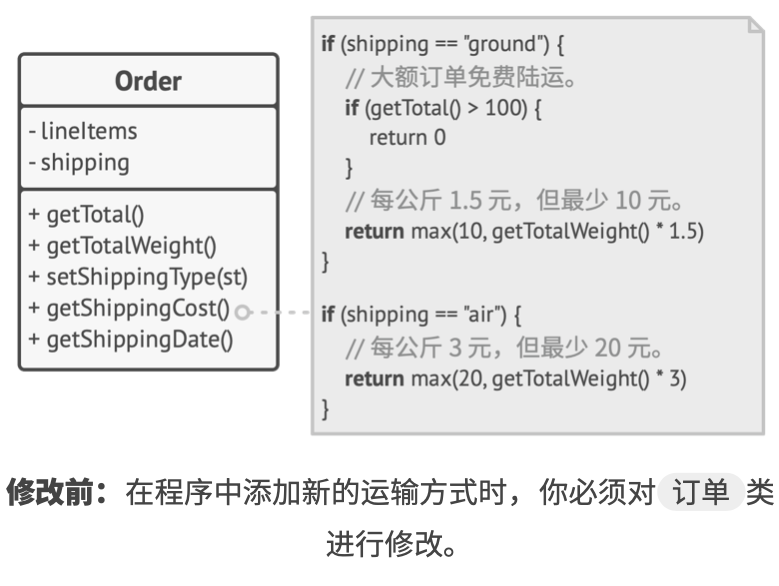 Order
- lineItems
- shipping
+ getTotal()
+ getTotalWeight()
+ setShippingType(st)
+ getShippingCost()
+ getShippingDate()
if (shipping == "ground") {
// 大额订单免费陆运。
if (getTotal() > 100) {
return 0
}
// 每公斤 1.5 元，但最少 10 元。
return max(10, getTotalWeight() * 1.5)
}
if (shipping == "air") {
// 每公斤 3 元，但最少 20 元。
return max(20, getTotalWeight() * 3)
}
修改前：在程序中添加新的运输方式时，你必须对 订单 类
进行修改。